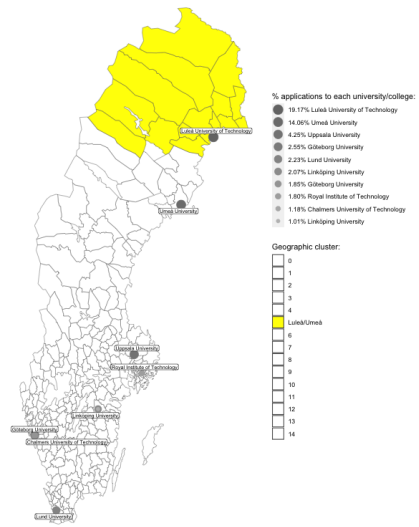 % applications to each university/college:
19.17% Luleå University of Technology
14.06% Umeå University
4.25% Uppsala University
2.55% Göteborg University
2.23% Lund University
2.07% Linköping University
1.85% Göteborg University
1.80% Royal Institute of Technology
1.18% Chalmers University of Technology
1.01% Linköping University
Geographic cluster:
0
1
2
3
4
Luleå/Umeå
6
7
8
9
10
11
12
13
14
Luleå University of Technology
Umeå University
Uppsala University
Royal Institute of Technology
Linköping University
Göteborg University
Chalmers University of Technology
Lund University